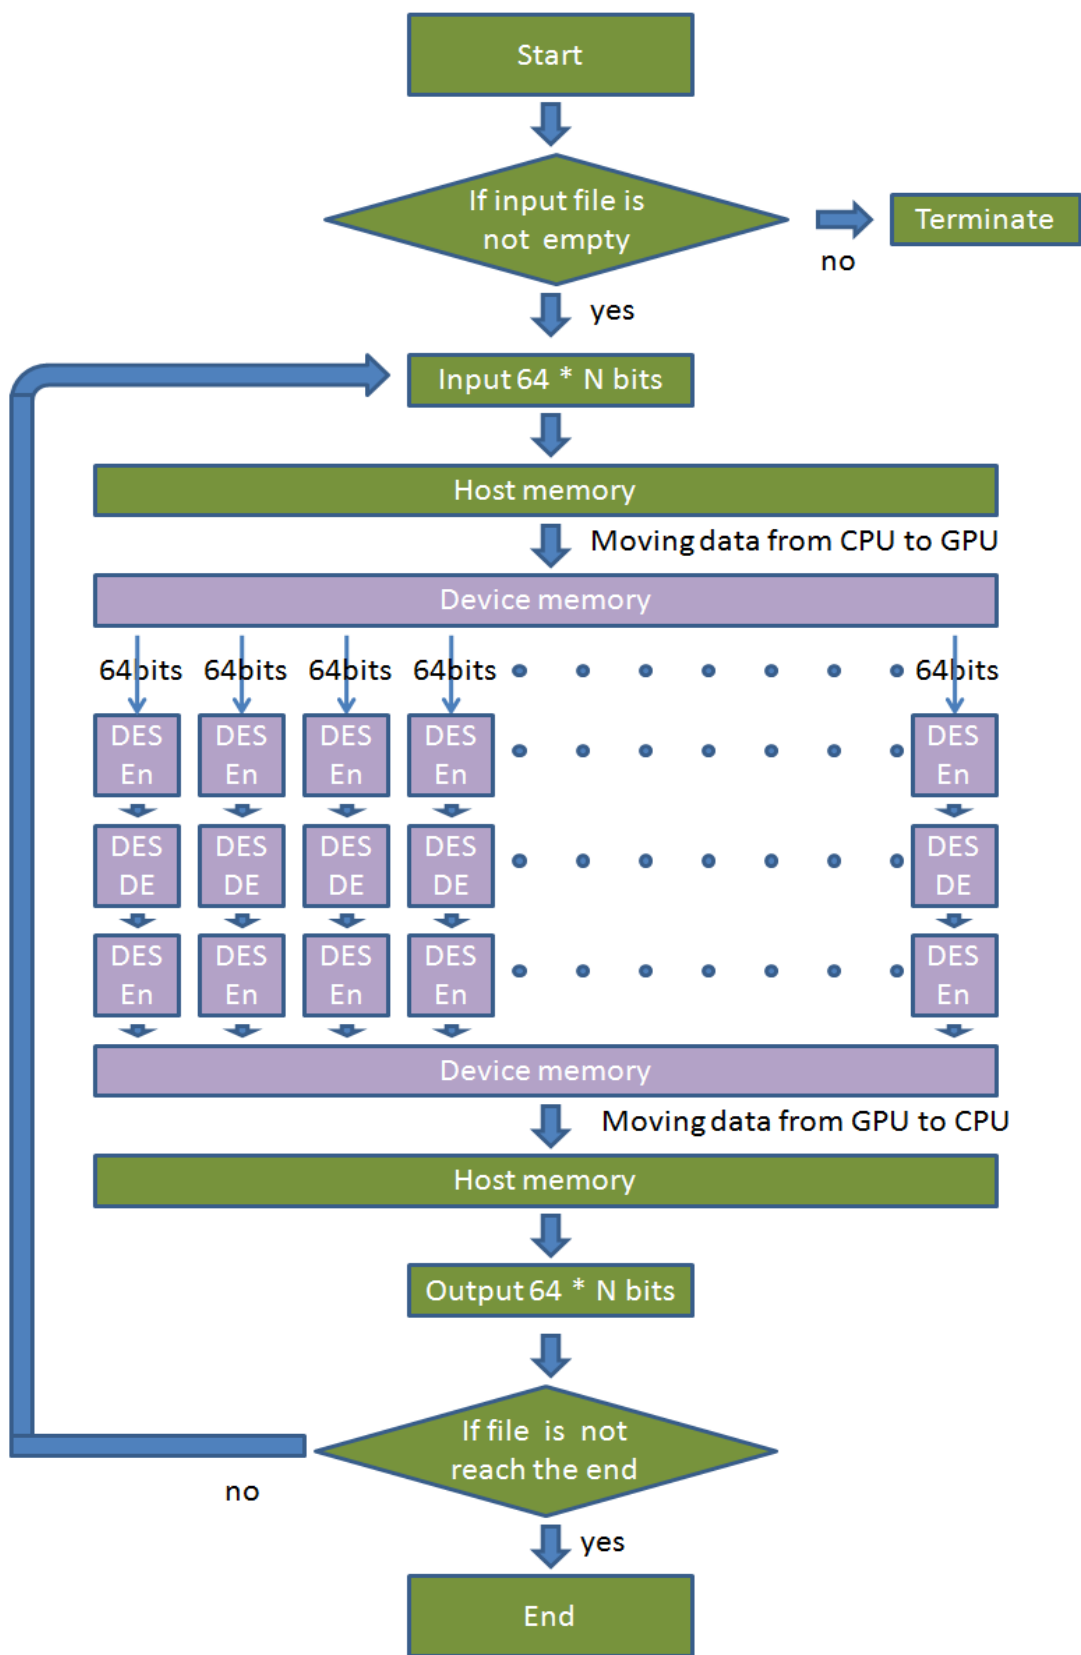 Start
If input file is
not empty
Terminate
no
yes
Input 64 * N bits
Host memory
Moving data from CPU to GPU
Device memory
64bits 64bits 64bits 64bits 64bits
DES DES DES DES DES
En En En En En
DES DES DES DES DES
DE DE DE DE DE
DES DES DES DES DES
En En En En En
Device memory
Moving data from GPU to CPU
Host memory
Output 64 * N bits
If file is not
reach the end
no
yes
End